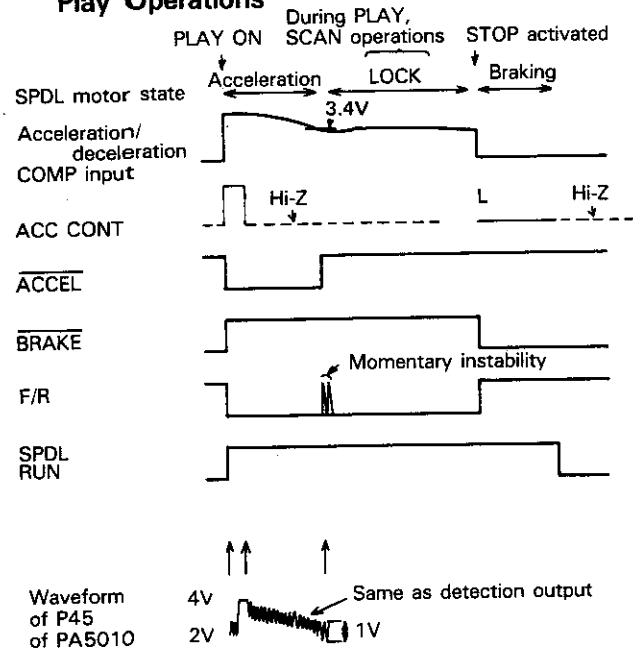 Play Operations
During PLAY,
PLAY ON SCAN operations STOP activated
Acceleration LOCK Braking
SPDL motor state
3.4V
Acceleration/
deceleration
COMP input
Hi-Z L Hi-Z
ACC CONT
ACCEL
BRAKE
Momentary instability
F/R
SPDL
RUN
Waveform 4V Same as detection output
of P45
of PA5010 2V 1V